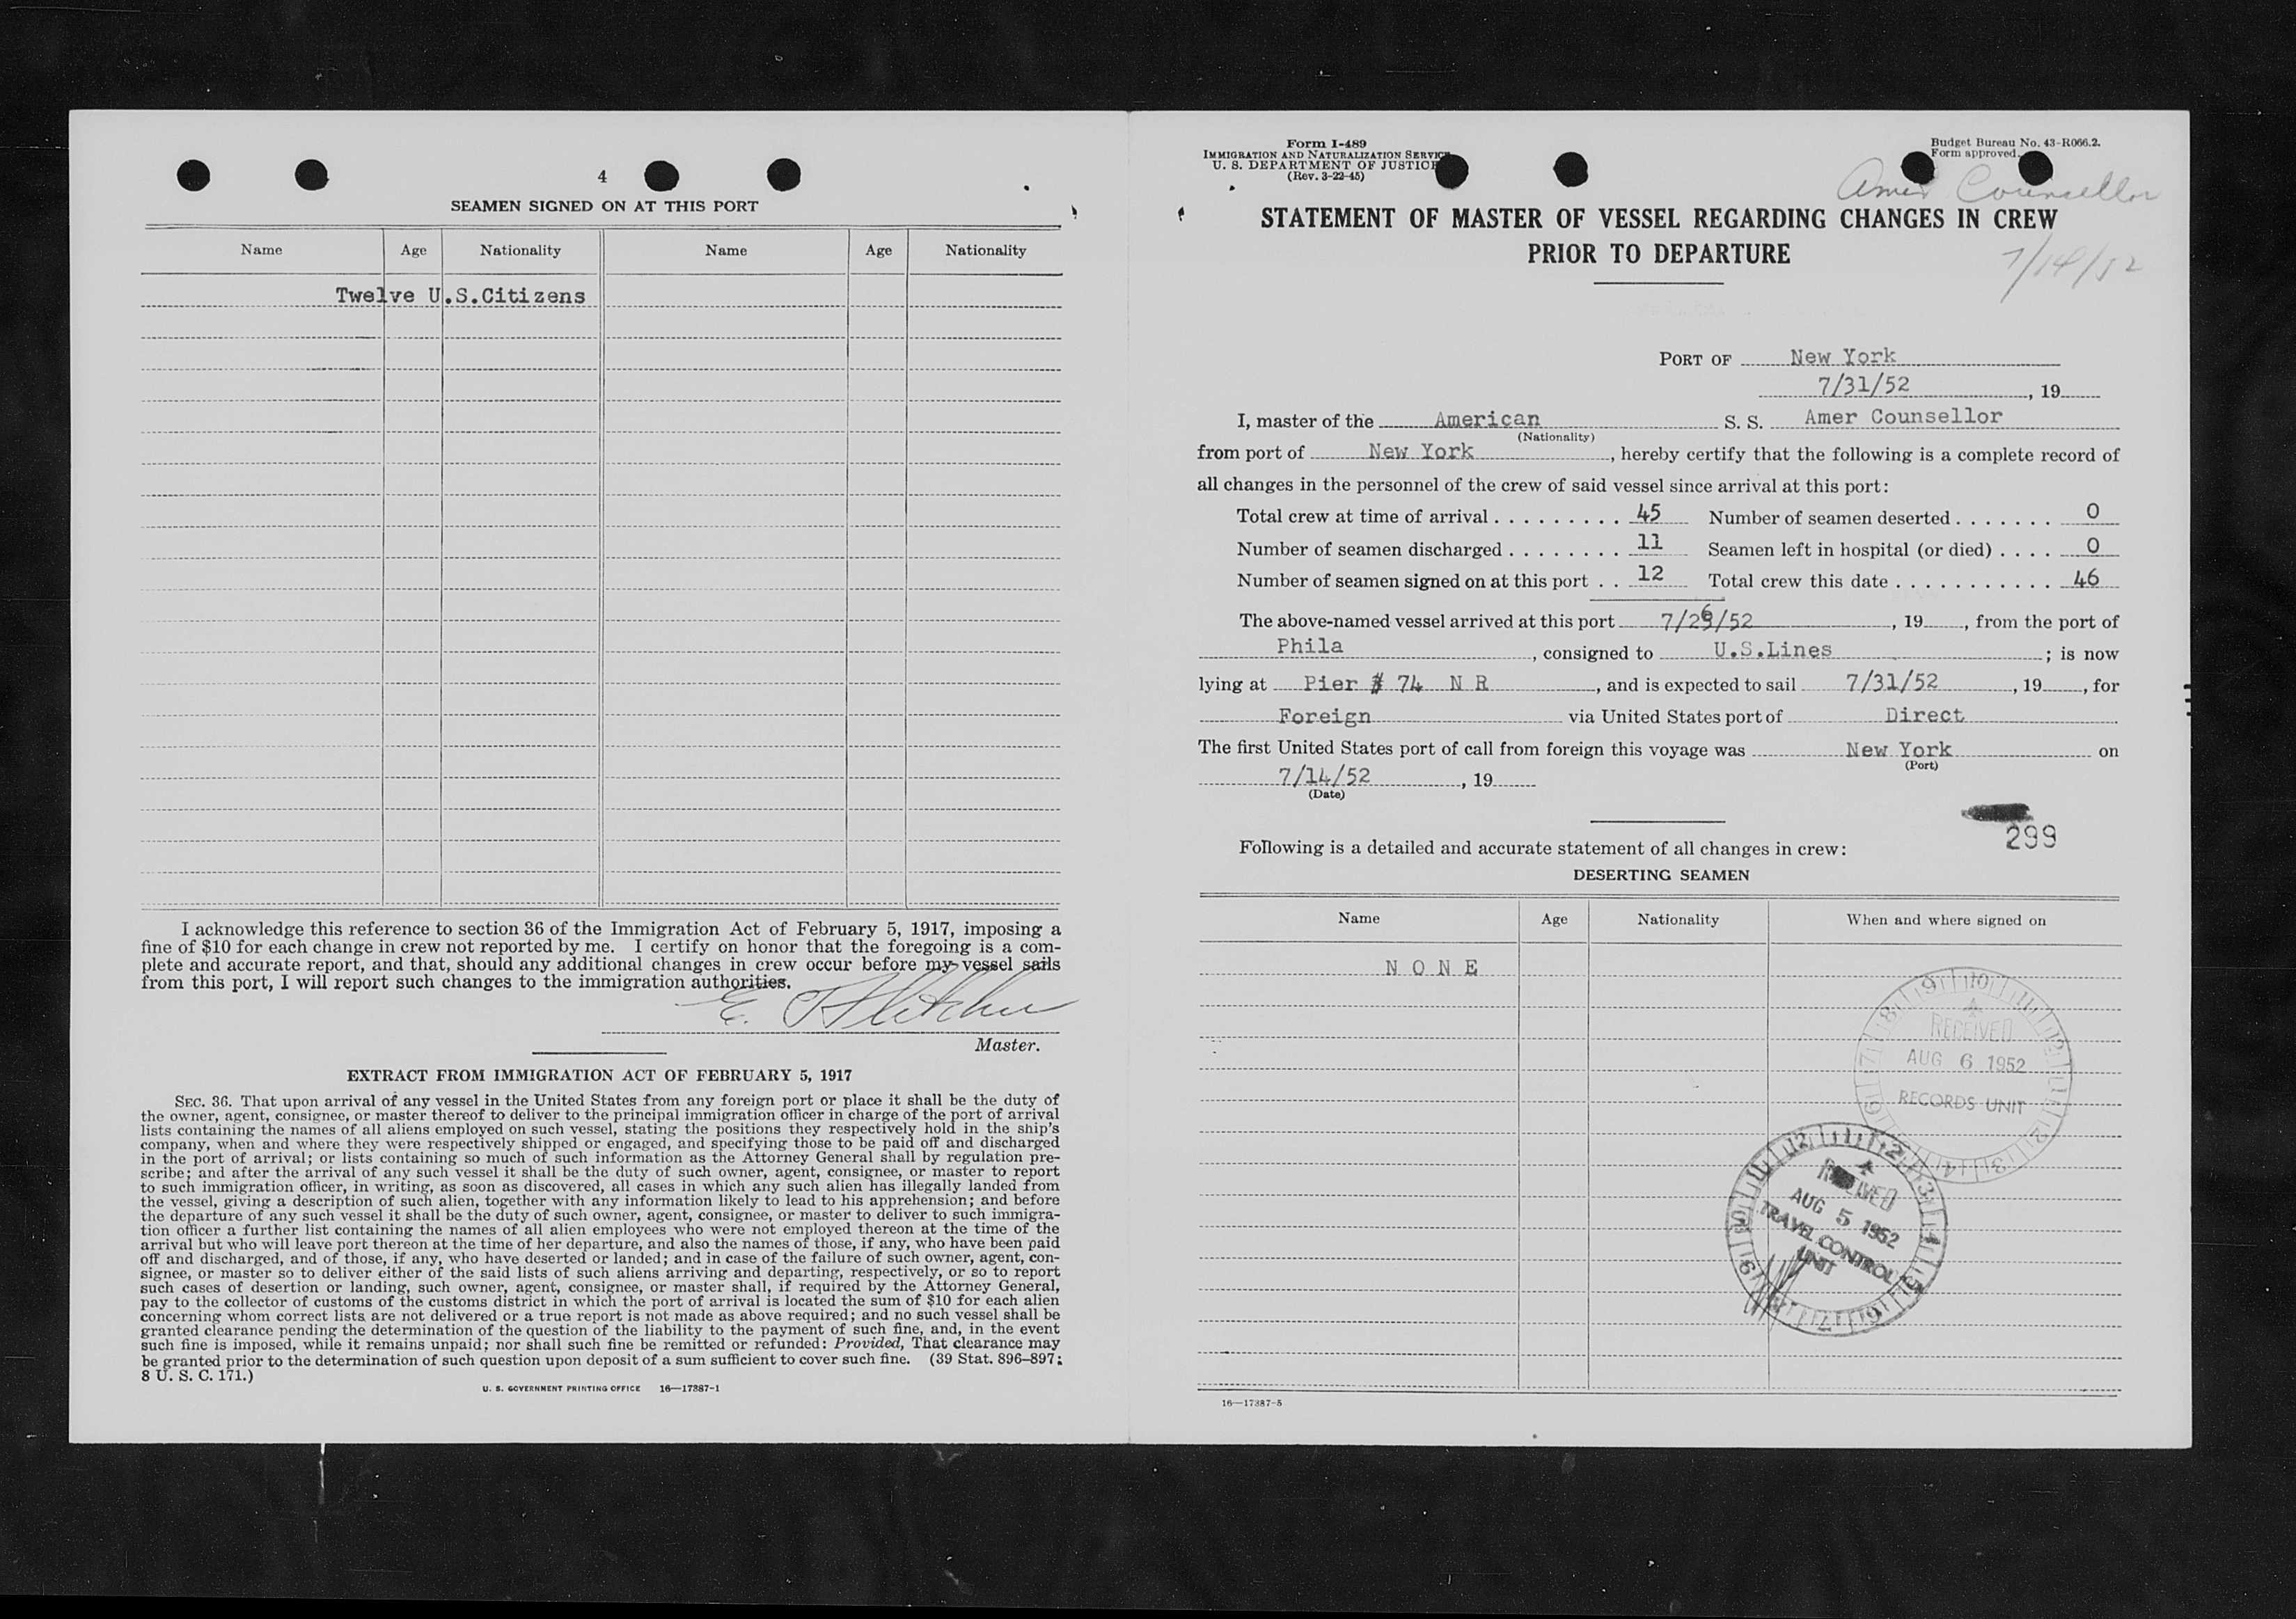 4
SEAMEN SIGNED ON AT THIS PORT
Name Age Nationality Name Age Nationality
Twelve U.S.Citizens
I acknowledge this reference to section 36 of the Immigration Act of February 5, 1917, imposing a
fine of $10 for each change in crew not reported by me. I certify on honor that the foregoing is a com-
plete and accurate report, and that, should any additional changes in crew occur before my vessel sails
from this port, I will report such changes to the immigration authorities.
E. Fletcher
Master.
EXTRACT FROM IMMIGRATION ACT OF FEBRUARY 5, 1917
SEC. 36. That upon arrival of any vessel in the United States from any foreign port or place it shall be the duty of
the owner, agent, consignee, or master thereof to deliver to the principal immigration officer in charge of the port of arrival
lists containing the names of all aliens employed on such vessel, stating the positions they respectively hold in the ship's
company, when and where they were respectively shipped or engaged, and specifying those to be paid off and discharged
in the port of arrival; or lists containing so much of such information as the Attorney General shall by regulation pre-
scribe; and after the arrival of any such vessel it shall be the duty of such owner, agent, consignee, or master to report
to such immigration officer, in writing, as soon as discovered, all cases in which any such alien has illegally landed from
the vessel, giving a description of such alien, together with any information likely to lead to his apprehension; and before
the departure of any such vessel it shall be the duty of such owner, agent, consignee, or master to deliver to such immigra-
tion officer a further list containing the names of all alien employees who were not employed thereon at the time of the
arrival but who will leave port thereon at the time of her departure, and also the names of those, if any, who have been paid
off and discharged, and of those, if any, who have deserted or landed; and in case of the failure of such owner, agent, con-
signee, or master so to deliver either of the said lists of such aliens arriving and departing, respectively, or so to report
such cases of desertion or landing, such owner, agent, consignee, or master shall, if required by the Attorney General,
pay to the collector of customs of the customs district in which the port of arrival is located the sum of $10 for each alien
concerning whom correct lists are not delivered or a true report is not made as above required; and no such vessel shall be
granted clearance pending the determination of the question of the liability to the payment of such fine, and, in the event
such fine is imposed, while it remains unpaid; nor shall such fine be remitted or refunded: Provided, That clearance may
be granted prior to the determination of such question upon deposit of a sum sufficient to cover such fine. (39 Stat. 896-897;
8 U. S. C. 171.)
U. S. GOVERNMENT PRINTING OFFICE 16—17387-1
Form I-489
IMMIGRATION AND NATURALIZATION SERVICE
U. S. DEPARTMENT OF JUSTICE
(Rev. 3-22-45)
Budget Bureau No. 43-R066.2.
Form approved.
Amer Counsellor
STATEMENT OF MASTER OF VESSEL REGARDING CHANGES IN CREW
PRIOR TO DEPARTURE
7/14/52
PORT OF New York
7/31/52, 19
I, master of the American S. S. Amer Counsellor
(Nationality)
from port of New York, hereby certify that the following is a complete record of
all changes in the personnel of the crew of said vessel since arrival at this port:
Total crew at time of arrival 45 Number of seamen deserted 0
Number of seamen discharged 11 Seamen left in hospital (or died) 0
Number of seamen signed on at this port 12 Total crew this date 46
The above-named vessel arrived at this port 7/26/52, 19, from the port of
Phila, consigned to U.S.Lines; is now
lying at Pier # 74 N R, and is expected to sail 7/31/52, 19, for
Foreign via United States port of Direct
The first United States port of call from foreign this voyage was New York on
(Port)
7/14/52, 19
(Date)
299
Following is a detailed and accurate statement of all changes in crew:
DESERTING SEAMEN
Name Age Nationality When and where signed on
N O N E
RECEIVED
AUG 6 1952
RECORDS UNIT
RECEIVED
AUG 5 1952
TRAVEL CONTROL
UNIT
16—17387-5